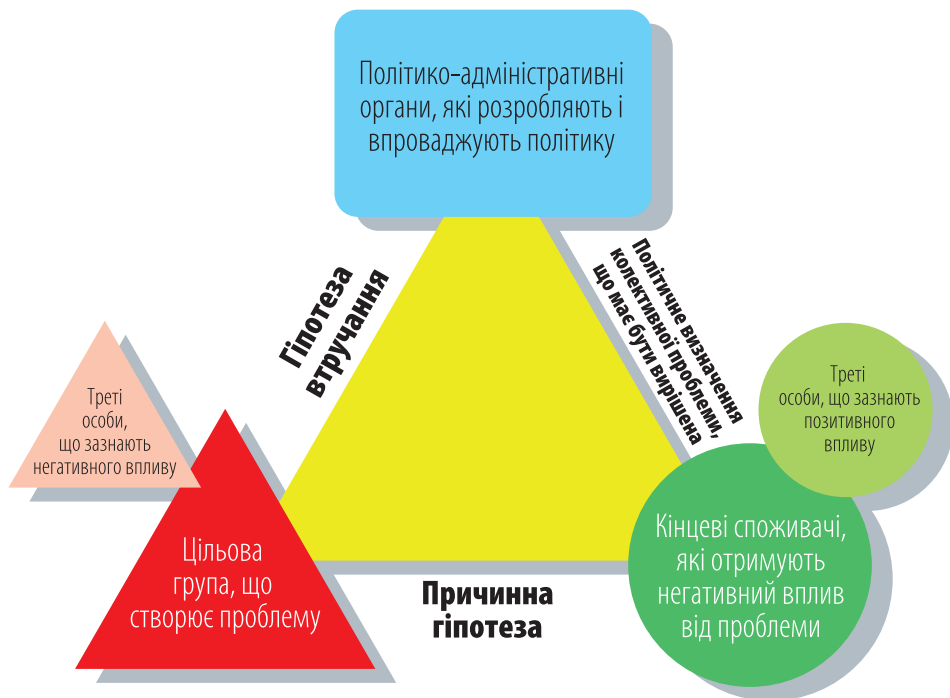 Політико-адміністративні
органи, які розробляють і
впроваджують політику
Гіпотеза
втручання
Політичне визначення
колективної проблеми,
що має бути вирішена
Треті
особи,
що зазнають
негативного впливу
Треті
особи, що зазнають
позитивного
впливу
Цільова
група, що
створює проблему
Причинна
гіпотеза
Кінцеві споживачі,
які отримують
негативний вплив
від проблеми